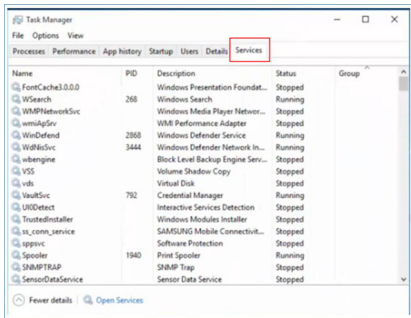 Task Manager
File Options View
Processes Performance App history Startup Users Details Services
Name PID Description Status Group
FontCache3.0.0.0 Windows Presentation Foundat... Stopped
WSearch 268 Windows Search Running
WMPNetworkSvc Windows Media Player Networ... Stopped
wmiApSrv WMI Performance Adapter Stopped
WinDefend 2868 Windows Defender Service Running
WdNisSvc 3444 Windows Defender Network In... Running
wbengine Block Level Backup Engine Serv... Stopped
VSS Volume Shadow Copy Stopped
vds Virtual Disk Stopped
VaultSvc 792 Credential Manager Running
UI0Detect Interactive Services Detection Stopped
TrustedInstaller Windows Modules Installer Stopped
ss_conn_service SAMSUNG Mobile Connectivit... Stopped
sppsvc Software Protection Stopped
Spooler 1940 Print Spooler Running
SNMPTRAP SNMP Trap Stopped
SensorDataService Sensor Data Service Stopped
Fewer details Open Services